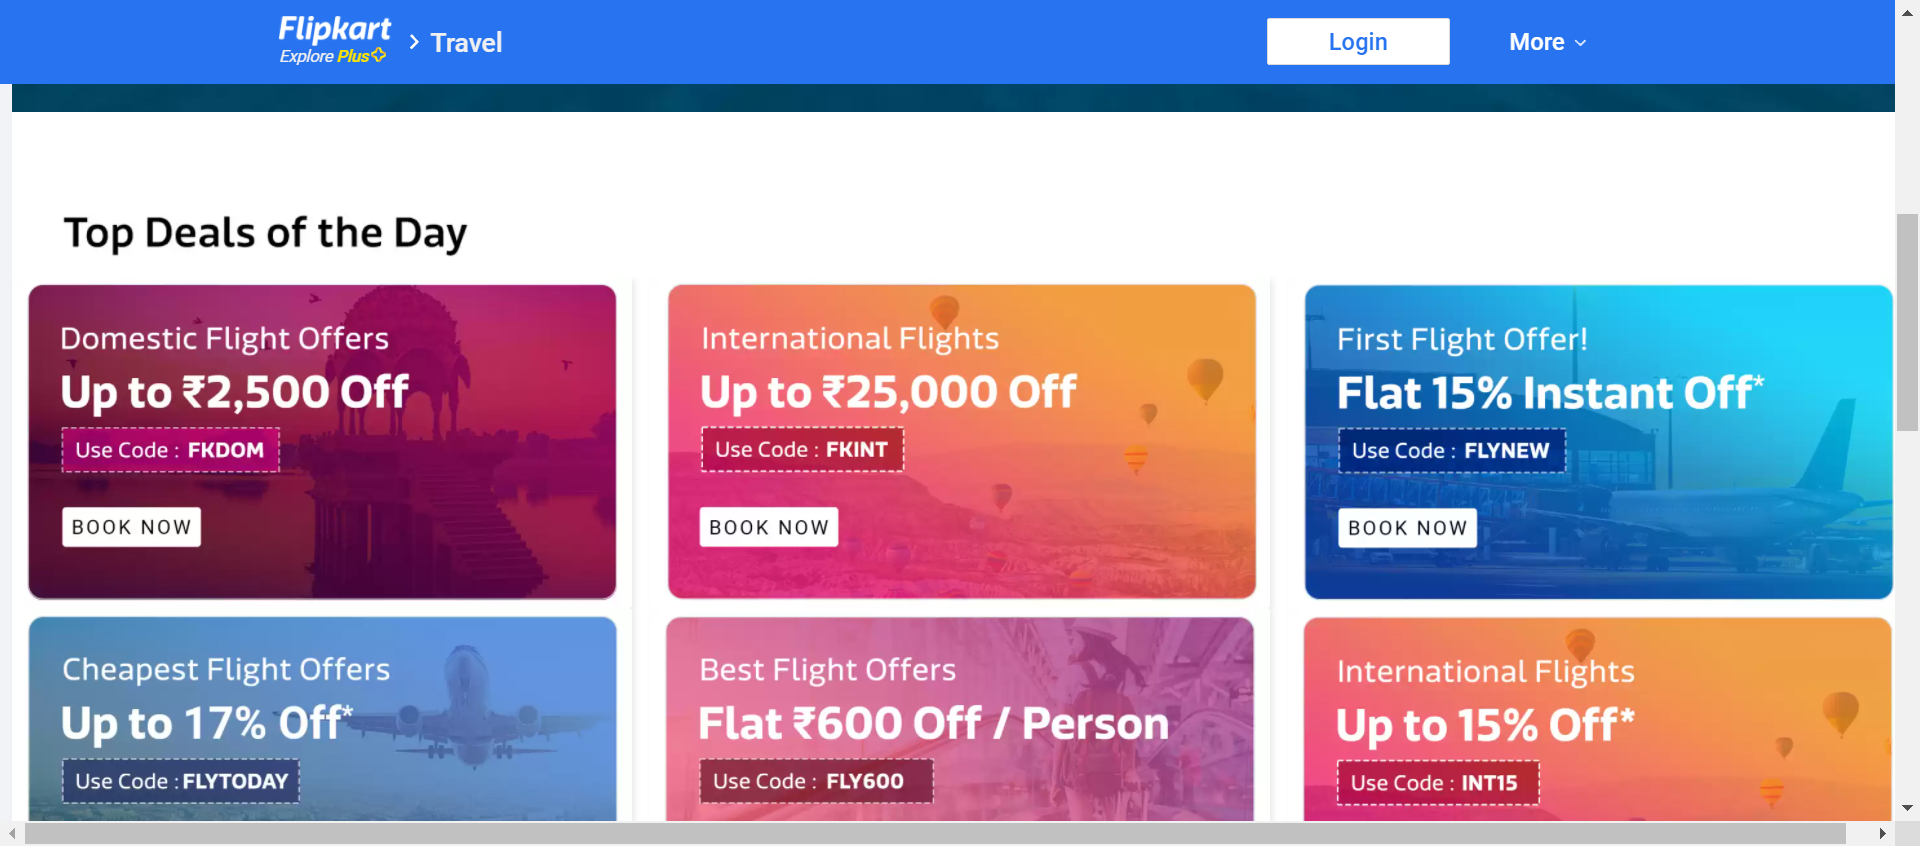 Flipkart
Explore Plus
Travel
Login
More
Top Deals of the Day
Domestic Flight Offers
Up to ₹2,500 Off
Use Code : FKDOM
BOOK NOW
International Flights
Up to ₹25,000 Off
Use Code : FKINT
BOOK NOW
First Flight Offer!
Flat 15% Instant Off*
Use Code : FLYNEW
BOOK NOW
Cheapest Flight Offers
Up to 17% Off*
Use Code : FLYTODAY
Best Flight Offers
Flat ₹600 Off / Person
Use Code : FLY600
International Flights
Up to 15% Off*
Use Code : INT15